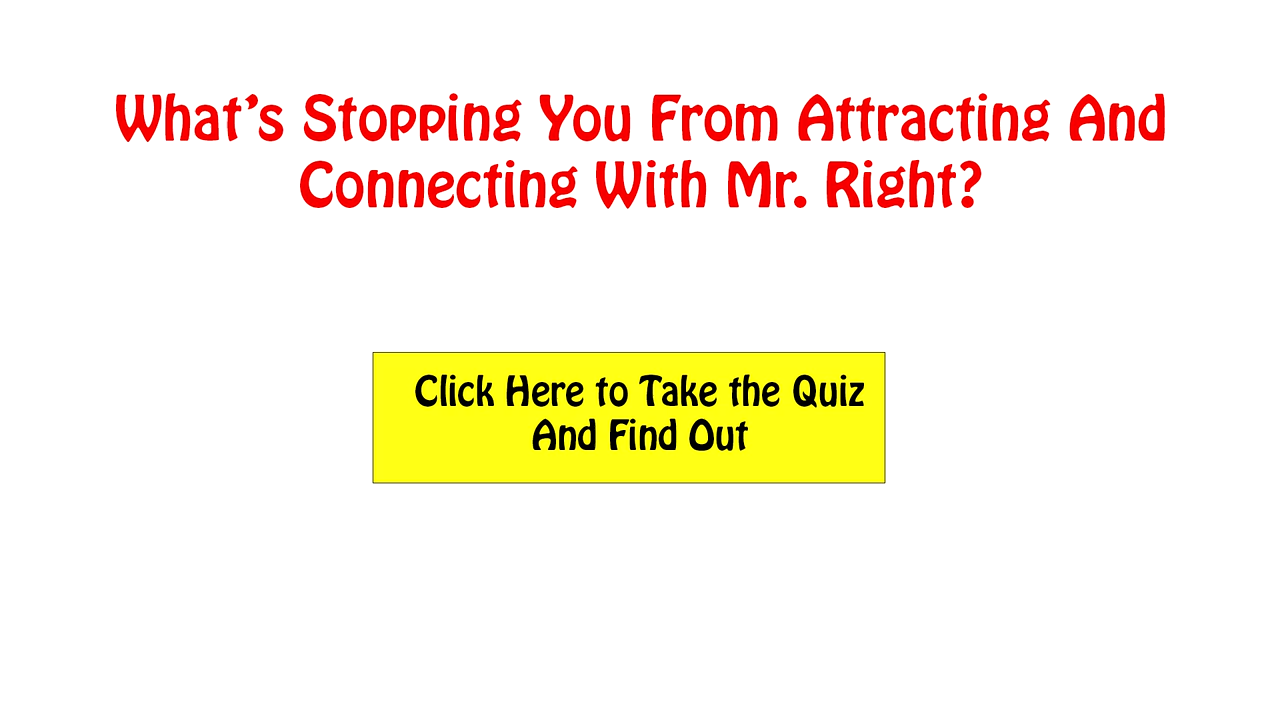 What’s Stopping You From Attracting And
Connecting With Mr. Right?
Click Here to Take the Quiz
And Find Out